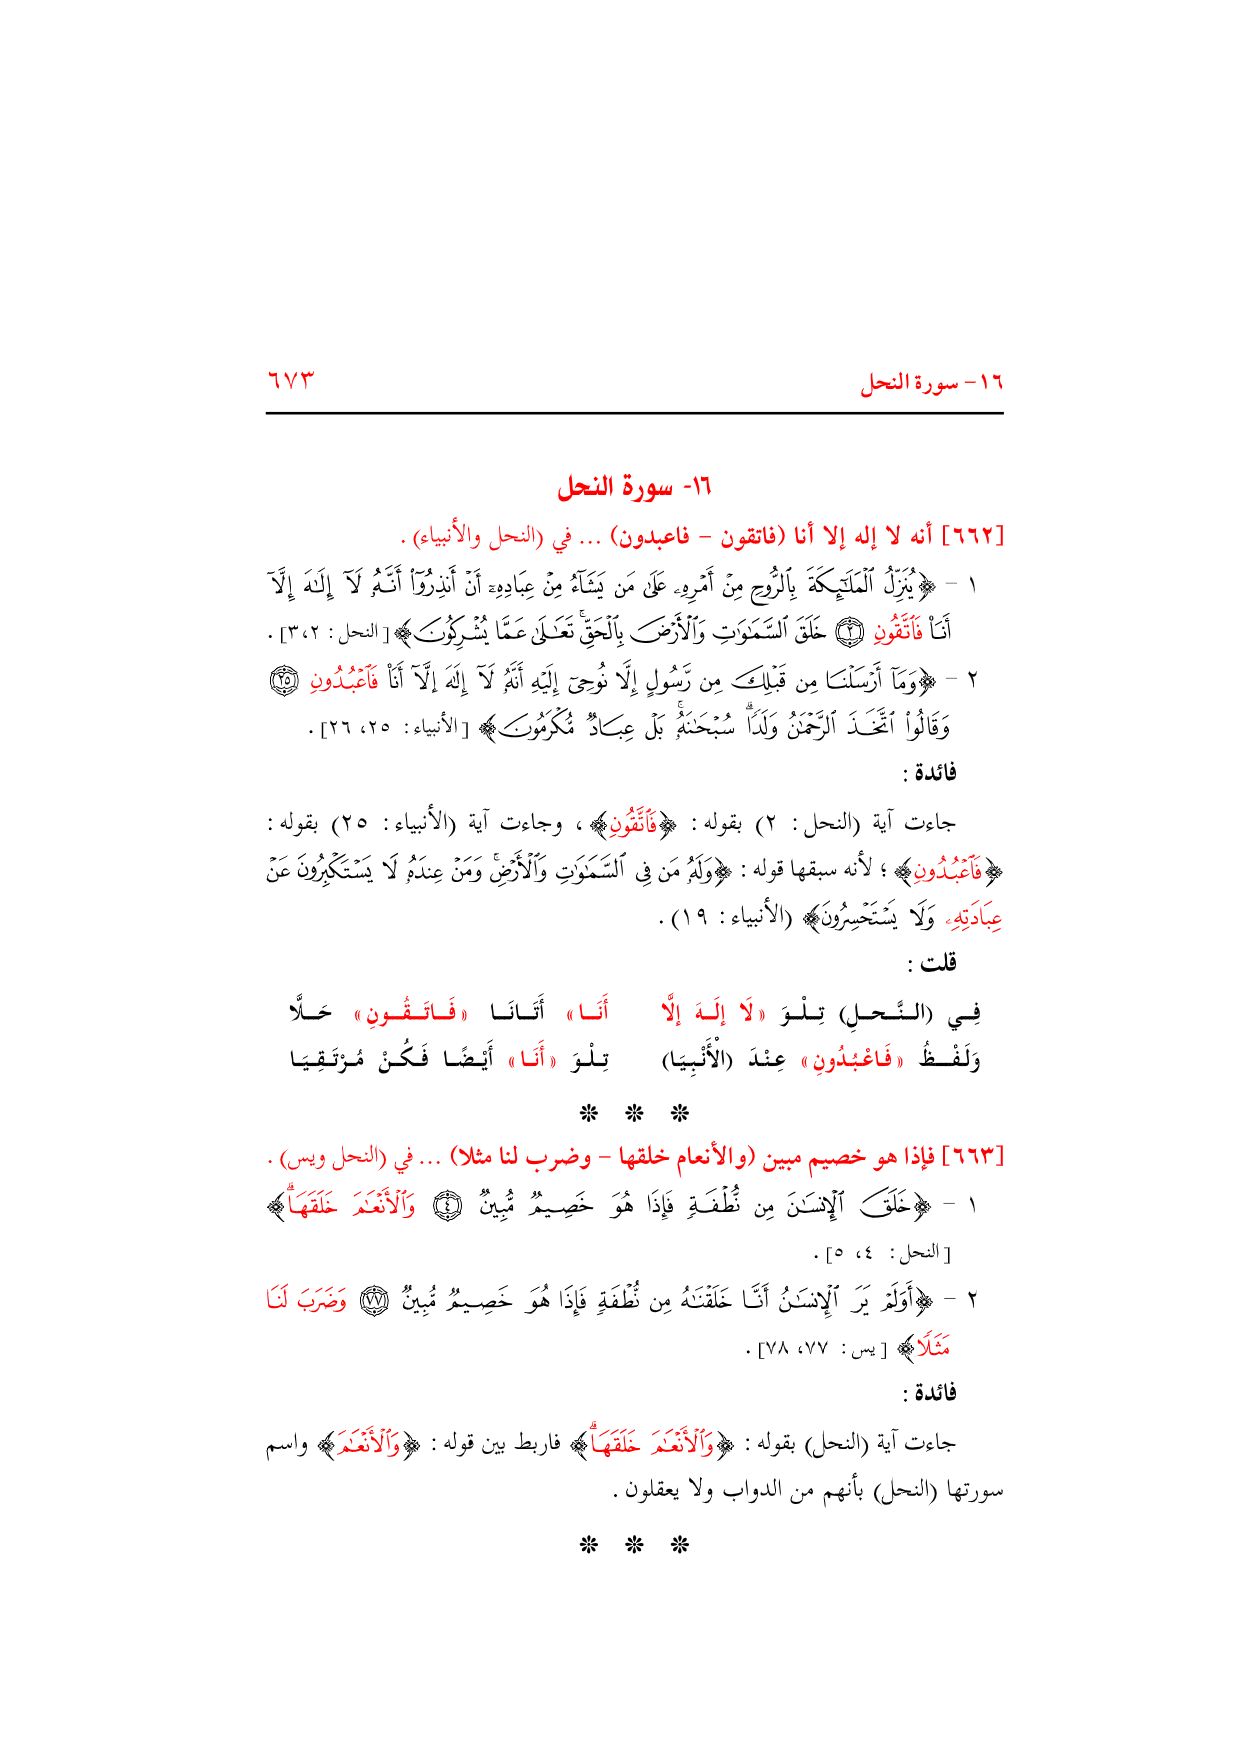 ١٦- سورة النحل ٦٧٣
١٦- سورة النحل
[٦٦٢] أنه لا إله إلا أنا (فاتقون - فاعبدون) ... في (النحل والأنبياء) .
١ - ﴿يُنَزِّلُ ٱلْمَلَٰٓئِكَةَ بِٱلرُّوحِ مِنْ أَمْرِهِۦ عَلَىٰ مَن يَشَآءُ مِنْ عِبَادِهِۦٓ أَنْ أَنذِرُوٓا۟ أَنَّهُۥ لَآ إِلَٰهَ إِلَّآ
أَنَا۠ فَٱتَّقُونِ ٢ خَلَقَ ٱلسَّمَٰوَٰتِ وَٱلْأَرْضَ بِٱلْحَقِّ ۚ تَعَٰلَىٰ عَمَّا يُشْرِكُونَ﴾ [النحل: ٢، ٣] .
٢ - ﴿وَمَآ أَرْسَلْنَا مِن قَبْلِكَ مِن رَّسُولٍ إِلَّا نُوحِىٓ إِلَيْهِ أَنَّهُۥ لَآ إِلَٰهَ إِلَّآ أَنَا۠ فَٱعْبُدُونِ ٢٥
وَقَالُوا۟ ٱتَّخَذَ ٱلرَّحْمَٰنُ وَلَدًا ۗ سُبْحَٰنَهُۥ ۚ بَلْ عِبَادٌ مُّكْرَمُونَ﴾ [الأنبياء: ٢٥، ٢٦] .
فائدة :
جاءت آية (النحل: ٢) بقوله: ﴿فَٱتَّقُونِ﴾ ، وجاءت آية (الأنبياء: ٢٥) بقوله:
﴿فَٱعْبُدُونِ﴾ ؛ لأنه سبقها قوله: ﴿وَلَهُۥ مَن فِى ٱلسَّمَٰوَٰتِ وَٱلْأَرْضِ ۚ وَمَنْ عِندَهُۥ لَا يَسْتَكْبِرُونَ عَنْ
عِبَادَتِهِۦ وَلَا يَسْتَحْسِرُونَ﴾ (الأنبياء: ١٩) .
قلت :
فِي (النَّحلِ) تِلْوَ «لَا إِلَهَ إِلَّا أَنَا» أَتَانَا «فَاتَقُونِ» حَلَّا
وَلَفْظُ «فَاعْبُدُونِ» عِنْدَ (الْأَنْبِيَا) تِلْوَ «أَنَا» أَيْضًا فَكُنْ مُرْتَقِيَا
❊ ❊ ❊
[٦٦٣] فإذا هو خصيم مبين (والأنعام خلقها - وضرب لنا مثلا) ... في (النحل ويس) .
١ - ﴿خَلَقَ ٱلْإِنسَٰنَ مِن نُّطْفَةٍ فَإِذَا هُوَ خَصِيمٌ مُّبِينٌ ٤ وَٱلْأَنْعَٰمَ خَلَقَهَا ۗ﴾
[النحل: ٤، ٥] .
٢ - ﴿أَوَلَمْ يَرَ ٱلْإِنسَٰنُ أَنَّا خَلَقْنَٰهُ مِن نُّطْفَةٍ فَإِذَا هُوَ خَصِيمٌ مُّبِينٌ ٧٧ وَضَرَبَ لَنَا
مَثَلًا﴾ [يس: ٧٧، ٧٨] .
فائدة :
جاءت آية (النحل) بقوله: ﴿وَٱلْأَنْعَٰمَ خَلَقَهَا ۗ﴾ فاربط بين قوله: ﴿وَٱلْأَنْعَٰمَ﴾ واسم
سورتها (النحل) بأنهم من الدواب ولا يعقلون .
❊ ❊ ❊